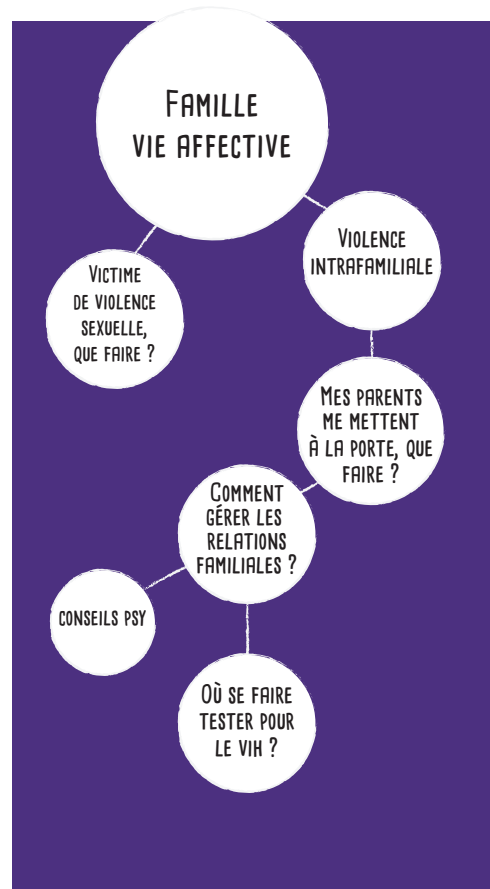 FAMILLE
VIE AFFECTIVE
VIOLENCE
INTRAFAMILIALE
VICTIME
DE VIOLENCE
SEXUELLE,
QUE FAIRE ?
MES PARENTS
ME METTENT
À LA PORTE, QUE
FAIRE ?
COMMENT
GÉRER LES
RELATIONS
FAMILIALES ?
CONSEILS PSY
OÙ SE FAIRE
TESTER POUR
LE VIH ?